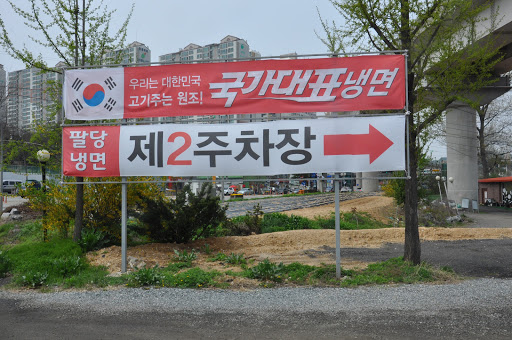 우리는 대한민국
고기주는 원조!
국가대표냉면
팔당
냉면
제2주차장